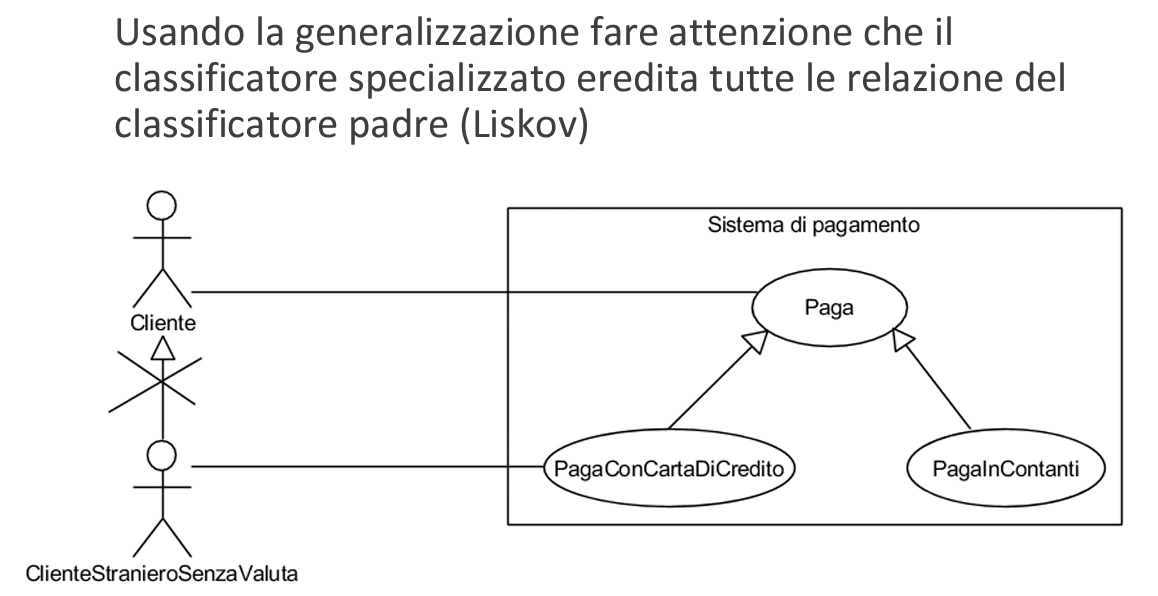 Usando la generalizzazione fare attenzione che il
classificatore specializzato eredita tutte le relazione del
classificatore padre (Liskov)
Sistema di pagamento
Paga
Cliente
PagaConCartaDiCredito
PagaInContanti
ClienteStranieroSenzaValuta